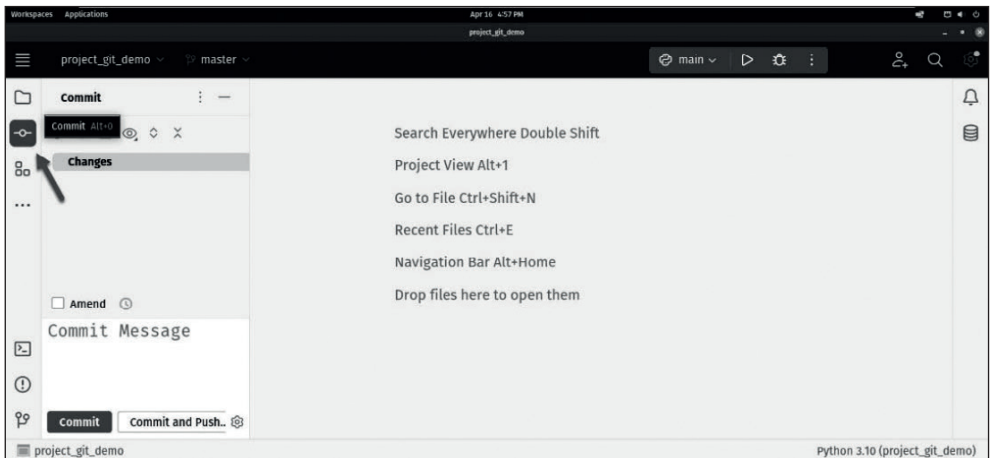 Workspaces Applications Apr 16 4:57 PM
project_git_demo
project_git_demo master main
Commit
Commit Alt+0
Changes
Search Everywhere Double Shift
Project View Alt+1
Go to File Ctrl+Shift+N
Recent Files Ctrl+E
Navigation Bar Alt+Home
Drop files here to open them
Amend
Commit Message
Commit Commit and Push..
project_git_demo Python 3.10 (project_git_demo)